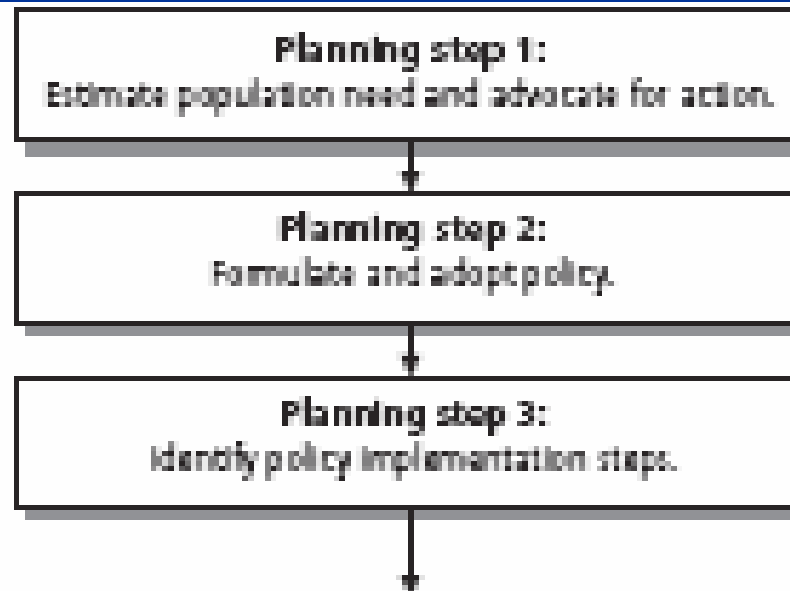 Planning step 1:
Estimate population need and advocate for action.
Planning step 2:
Formulate and adopt policy.
Planning step 3:
Identify policy implementation steps.